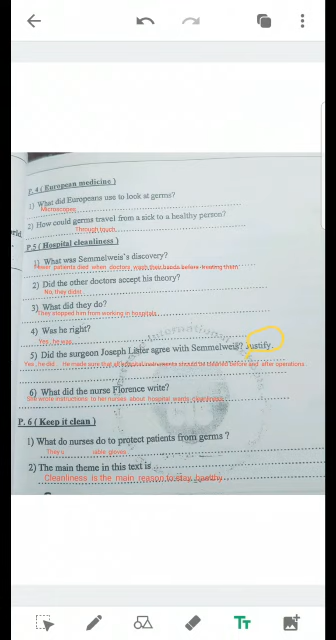 P. 4 ( European medicine )
1) What did Europeans use to look at germs?
Microscopes
2) How could germs travel from a sick to a healthy person?
Through touch
P.5 ( Hospital cleanliness )
1) What was Semmelweis's discovery?
patients died when doctors wash their hands before treating them
2) Did the other doctors accept his theory?
No, they
3) What did they do?
They stopped him from working in hospitals
4) Was he right?
Yes, he was
5) Did the surgeon Joseph Lister agree with Semmelweis? Justify.
Yes, he did. He made sure that all hospital instruments should be cleaned before and after operations
6) What did the nurse Florence write?
She wrote instructions to her nurses about hospital wards cleanliness
P. 6 ( Keep it clean )
1) What do nurses do to protect patients from germs ?
gloves
2) The main theme in this text is
Cleanliness is the main reason to stay healthy
TT